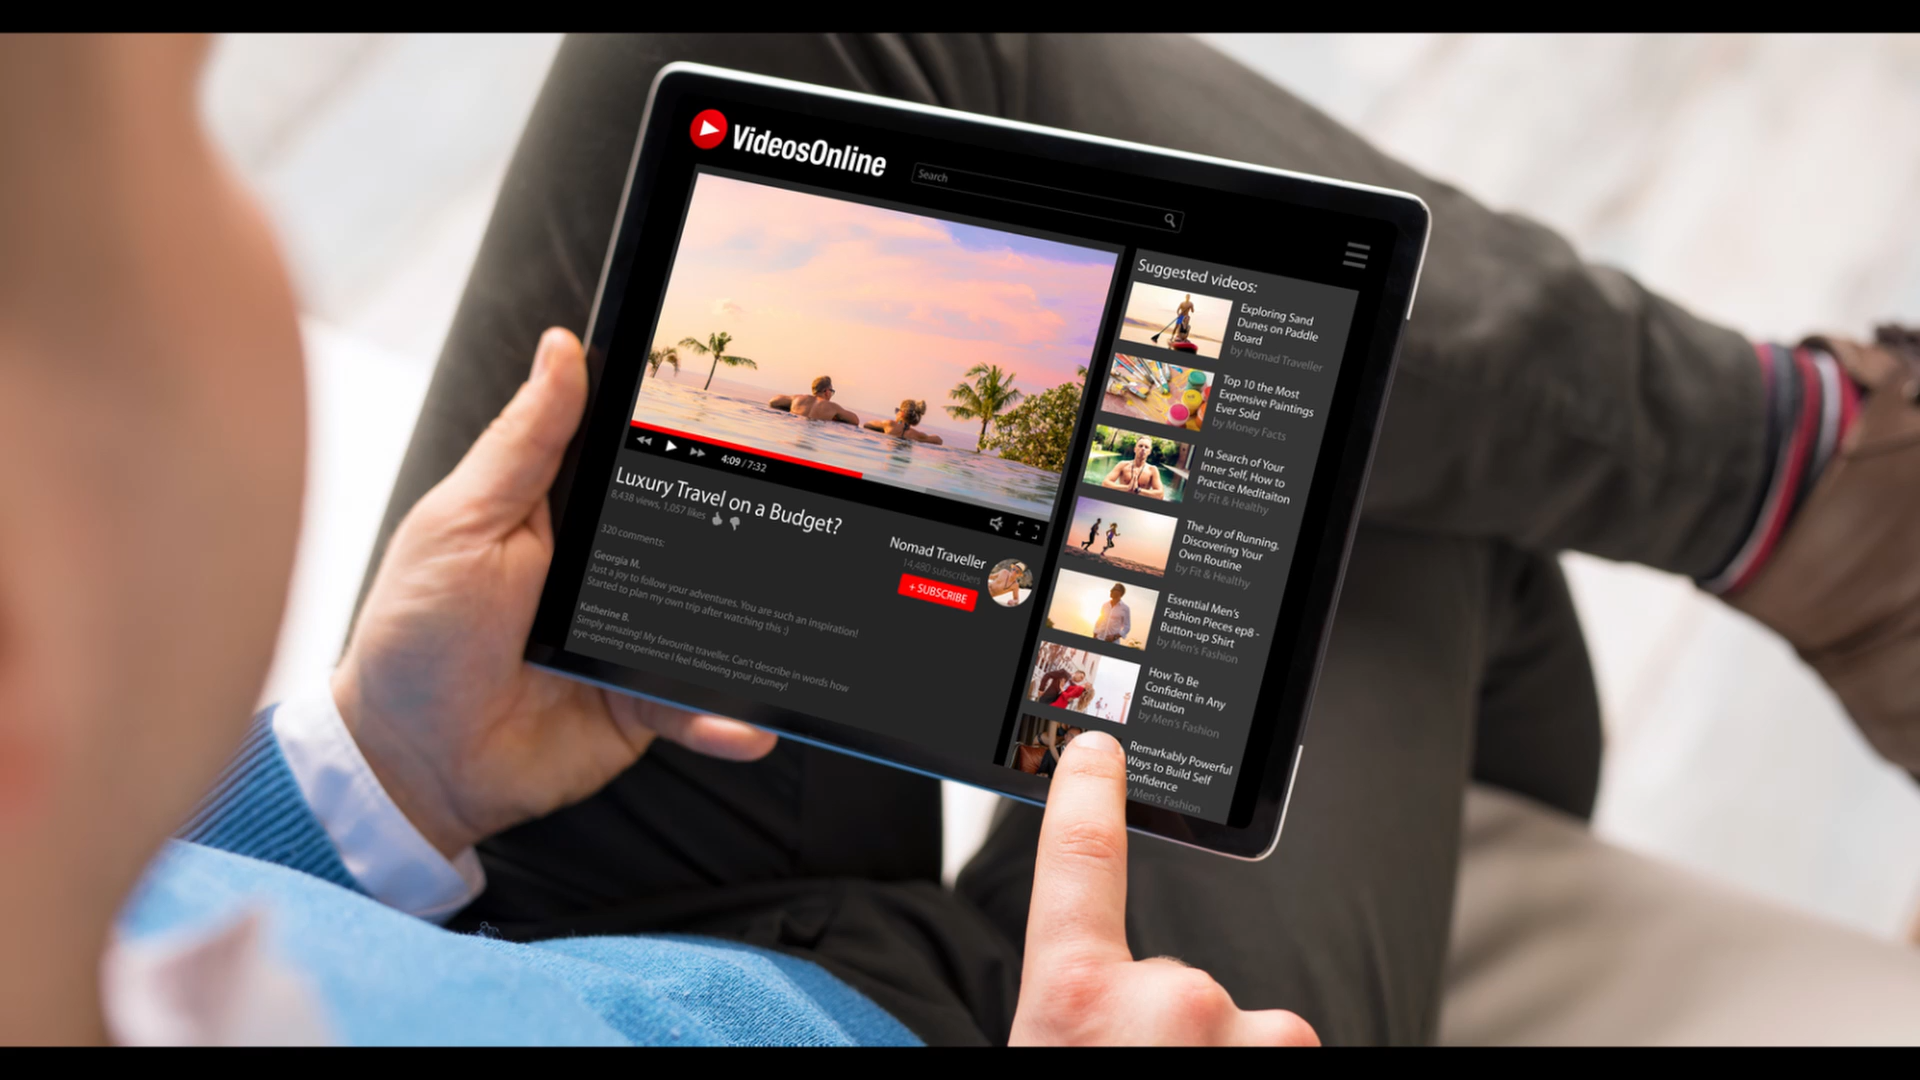 VideosOnline
Search
4:09 / 7:32
Luxury Travel on a Budget?
8,438 views, 1,057 likes
Nomad Traveller
14,480 subscribers
+ SUBSCRIBE
320 comments:
Georgia M.
Just a joy to follow your adventures. You are such an inspiration!
Started to plan my own trip after watching this :)
Katherine B.
Simply amazing! My favourite traveller. Can't describe in words how
eye-opening experience I feel following your journey!
Suggested videos:
Exploring Sand
Dunes on Paddle
Board
by Nomad Traveller
Top 10 the Most
Expensive Paintings
Ever Sold
by Money Facts
In Search of Your
Inner Self, How to
Practice Meditaiton
by Fit & Healthy
The Joy of Running.
Discovering Your
Own Routine
by Fit & Healthy
Essential Men's
Fashion Pieces ep8 -
Button-up Shirt
by Men's Fashion
How To Be
Confident in Any
Situation
by Men's Fashion
Remarkably Powerful
Ways to Build Self
Confidence
by Men's Fashion